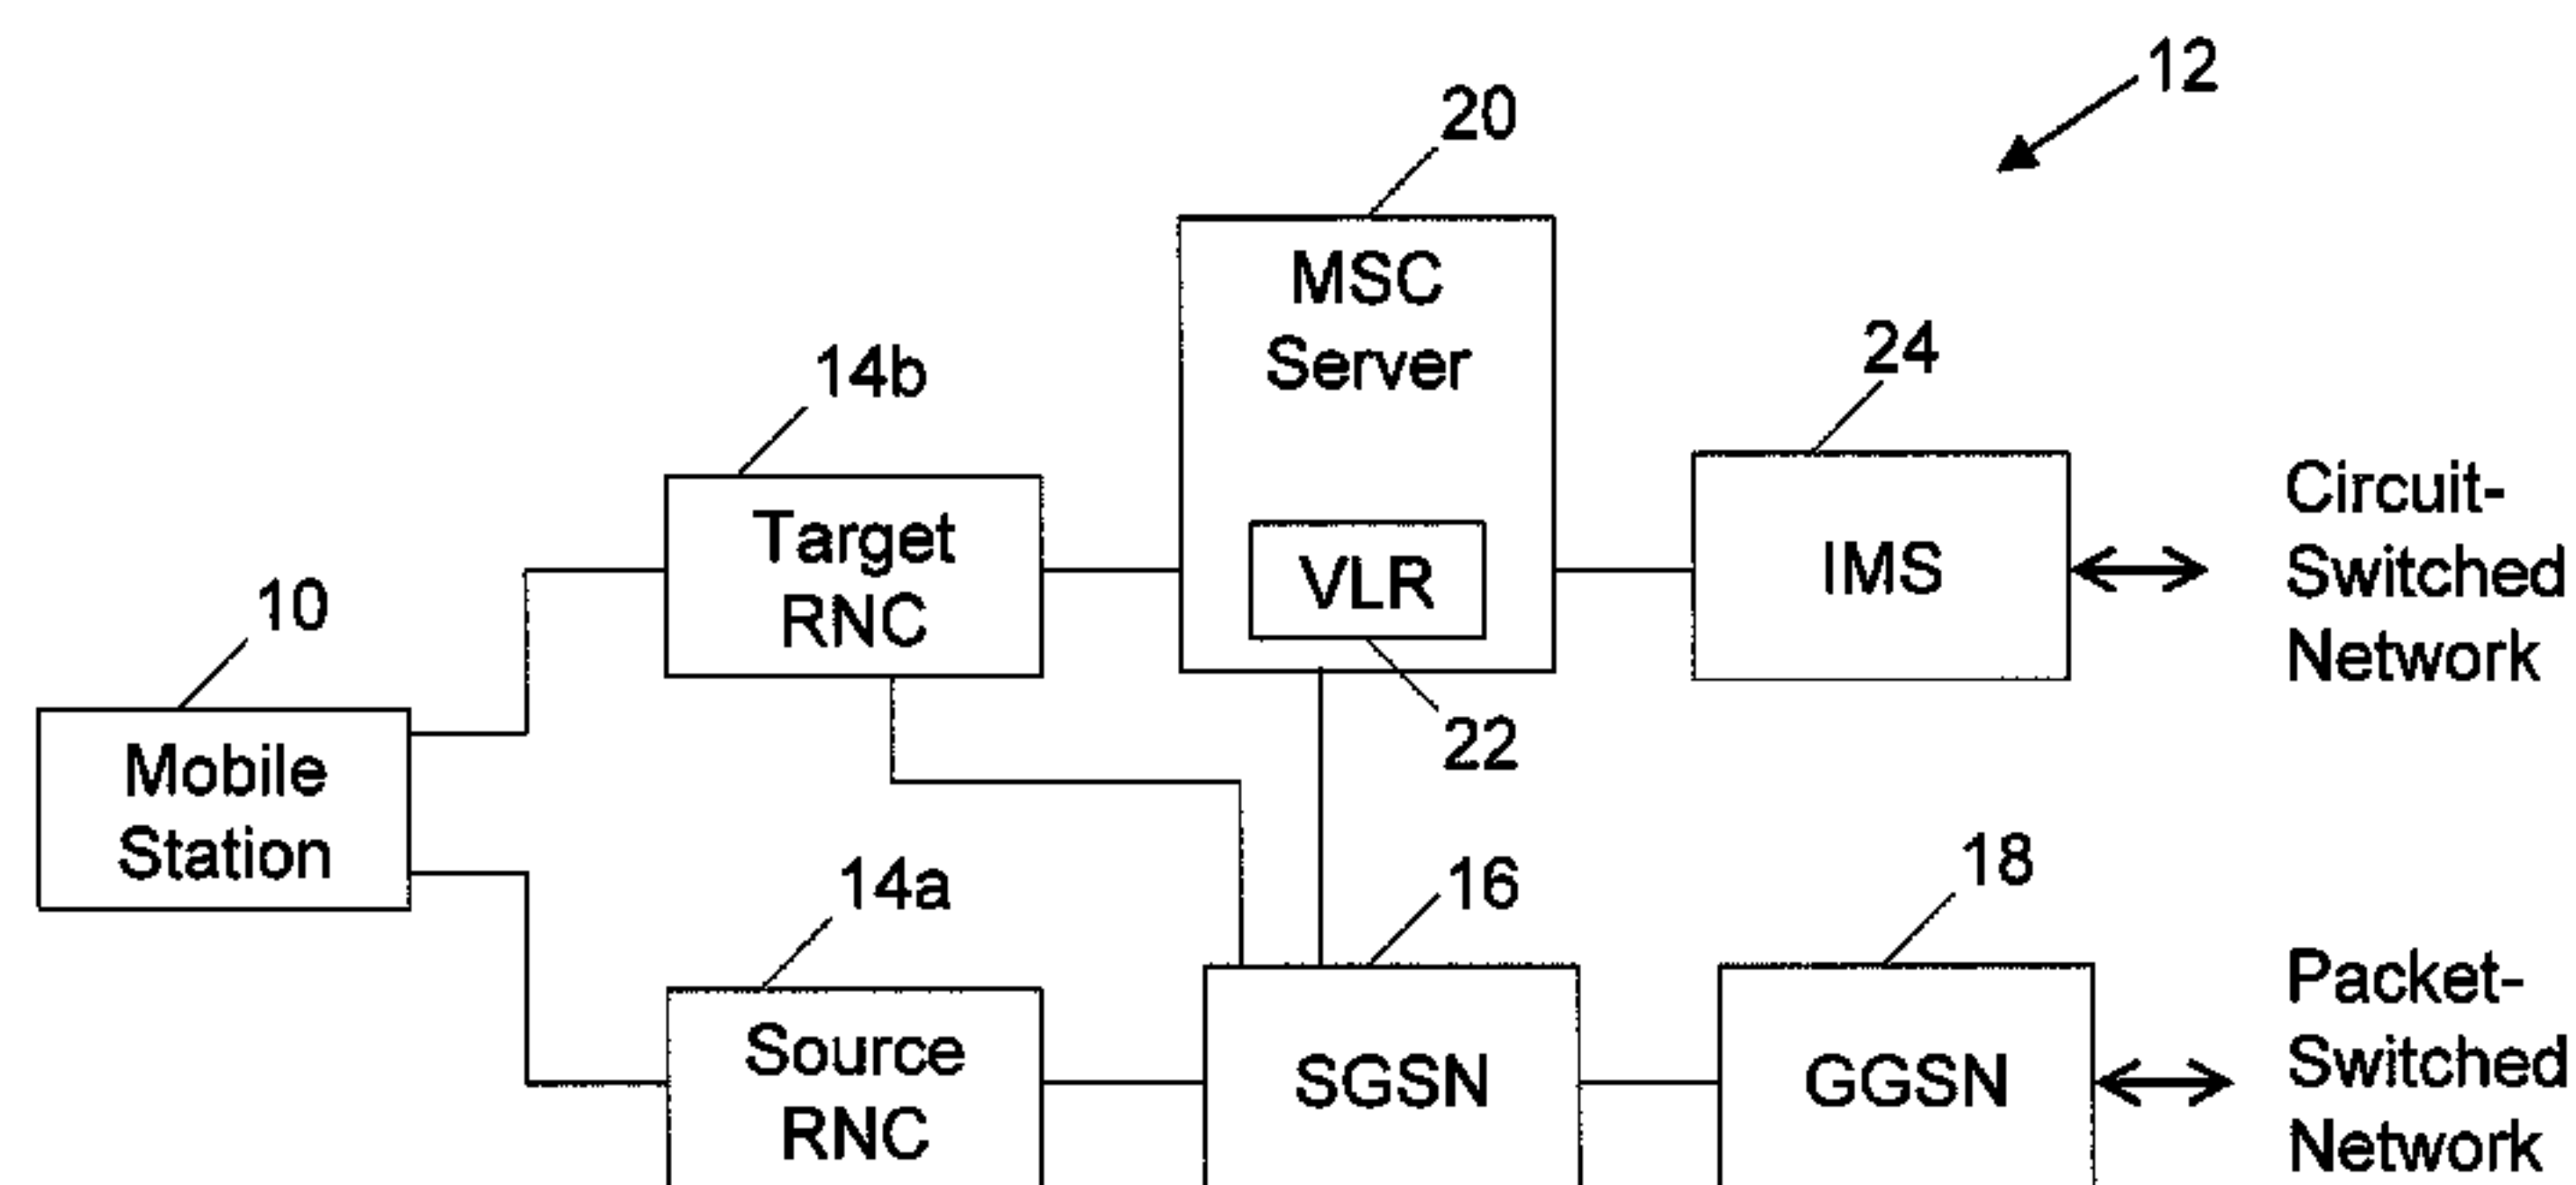 12
20
MSC
Server
24
14b
Circuit-
Switched
Network
Target
RNC
VLR
IMS
10
22
Mobile
Station
14a
16
18
Packet-
Switched
Network
Source
RNC
SGSN
GGSN